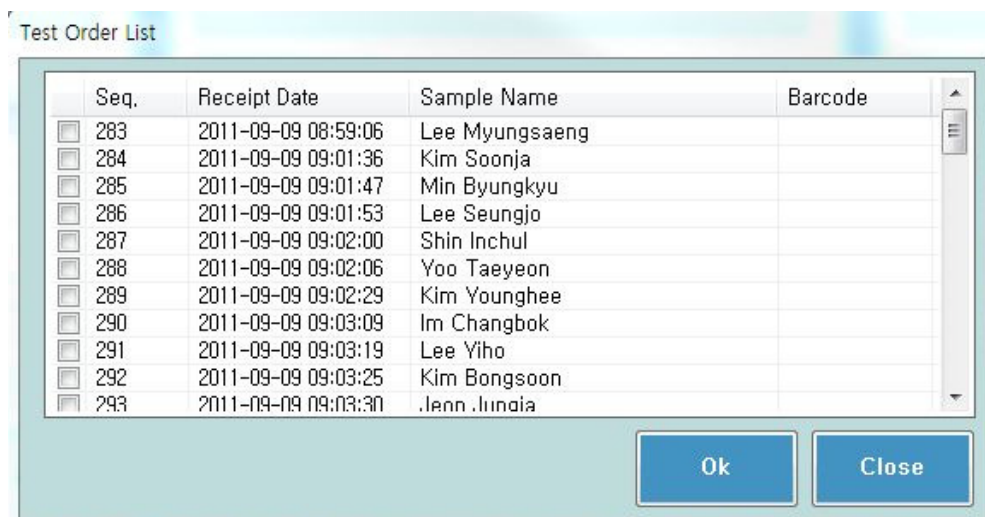 Test Order List
Seq. Receipt Date Sample Name Barcode
283 2011-09-09 08:59:06 Lee Myungsaeng
284 2011-09-09 09:01:36 Kim Soonja
285 2011-09-09 09:01:47 Min Byungkyu
286 2011-09-09 09:01:53 Lee Seungjo
287 2011-09-09 09:02:00 Shin Inchul
288 2011-09-09 09:02:06 Yoo Taeyeon
289 2011-09-09 09:02:29 Kim Younghee
290 2011-09-09 09:03:09 Im Changbok
291 2011-09-09 09:03:19 Lee Yiho
292 2011-09-09 09:03:25 Kim Bongsoon
293 2011-09-09 09:03:30 Jeon Jungja
Ok Close